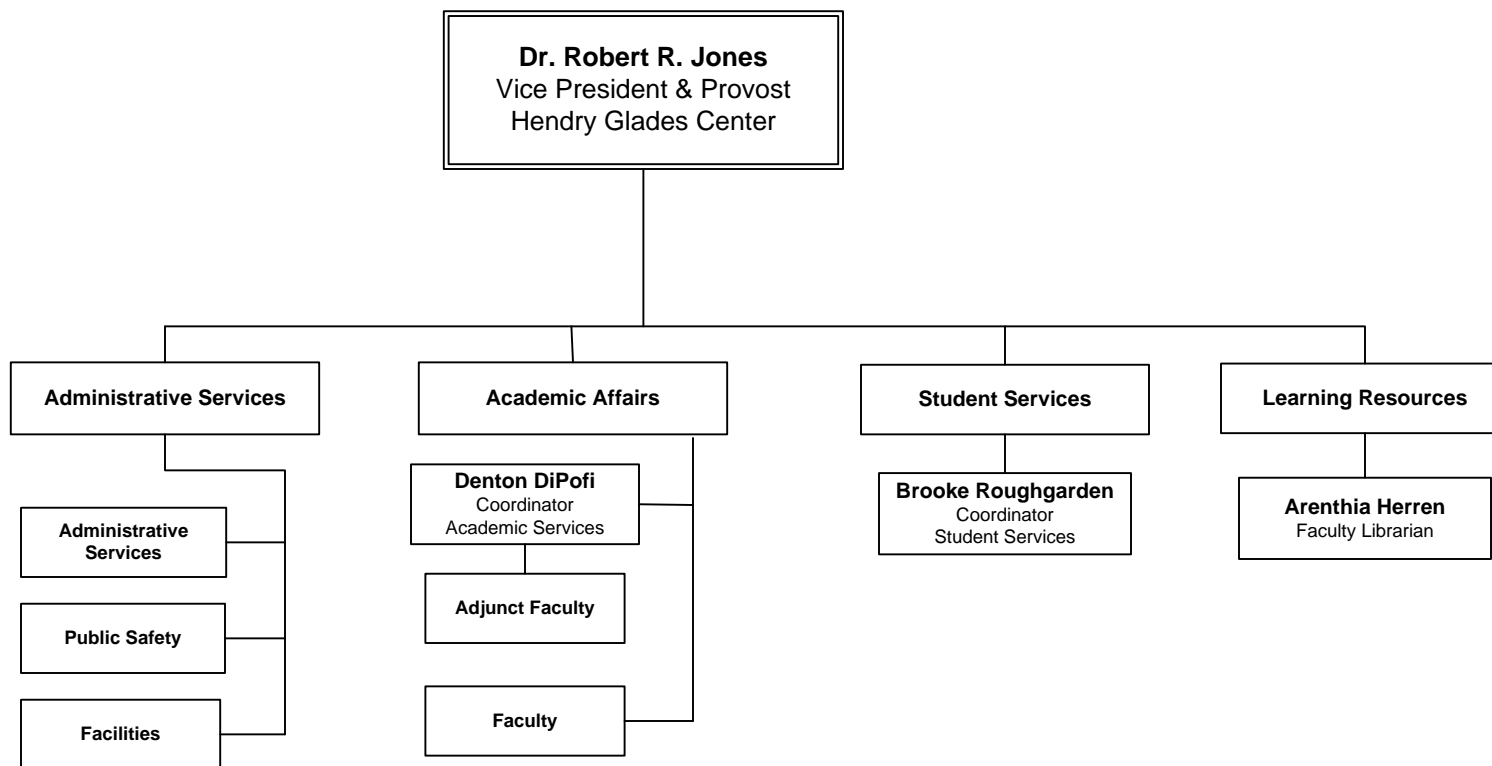 Dr. Robert R. Jones
Vice President & Provost
Hendry Glades Center
Administrative Services
Academic Affairs
Student Services
Learning Resources
Denton DiPofi
Coordinator
Academic Services
Brooke Roughgarden
Coordinator
Student Services
Arenthia Herren
Faculty Librarian
Administrative
Services
Adjunct Faculty
Public Safety
Faculty
Facilities